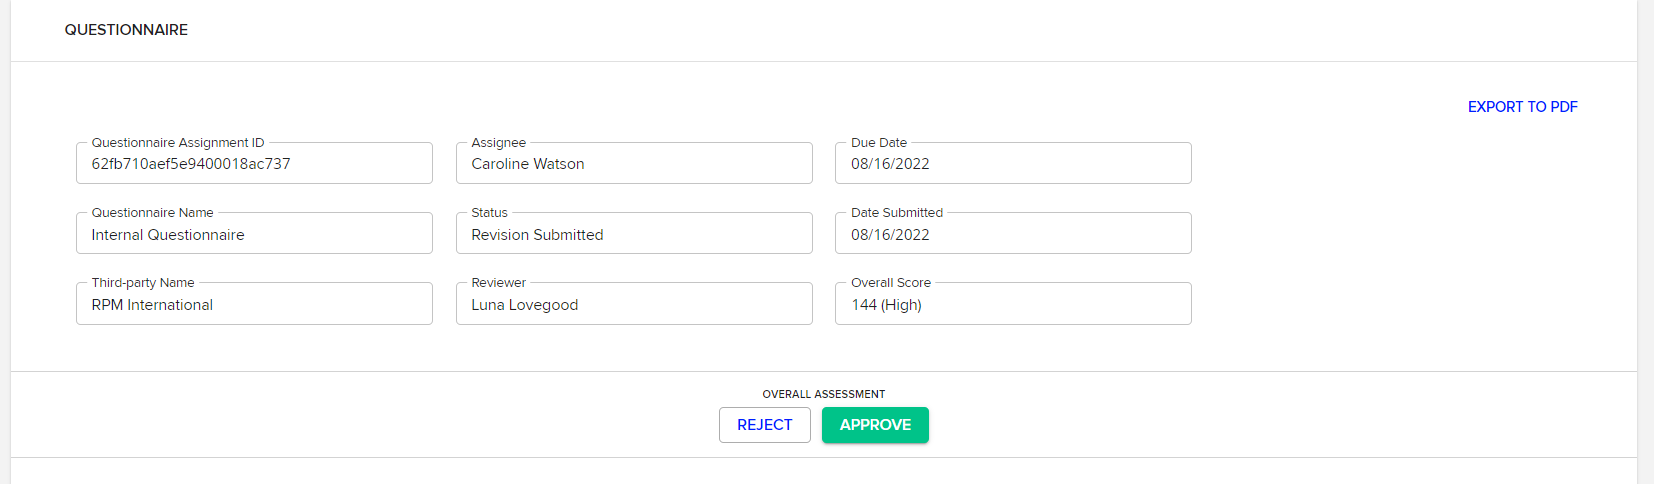 QUESTIONNAIRE
EXPORT TO PDF
Questionnaire Assignment ID
62fb710aef5e9400018ac737
Assignee
Caroline Watson
Due Date
08/16/2022
Questionnaire Name
Internal Questionnaire
Status
Revision Submitted
Date Submitted
08/16/2022
Third-party Name
RPM International
Reviewer
Luna Lovegood
Overall Score
144 (High)
OVERALL ASSESSMENT
REJECT
APPROVE